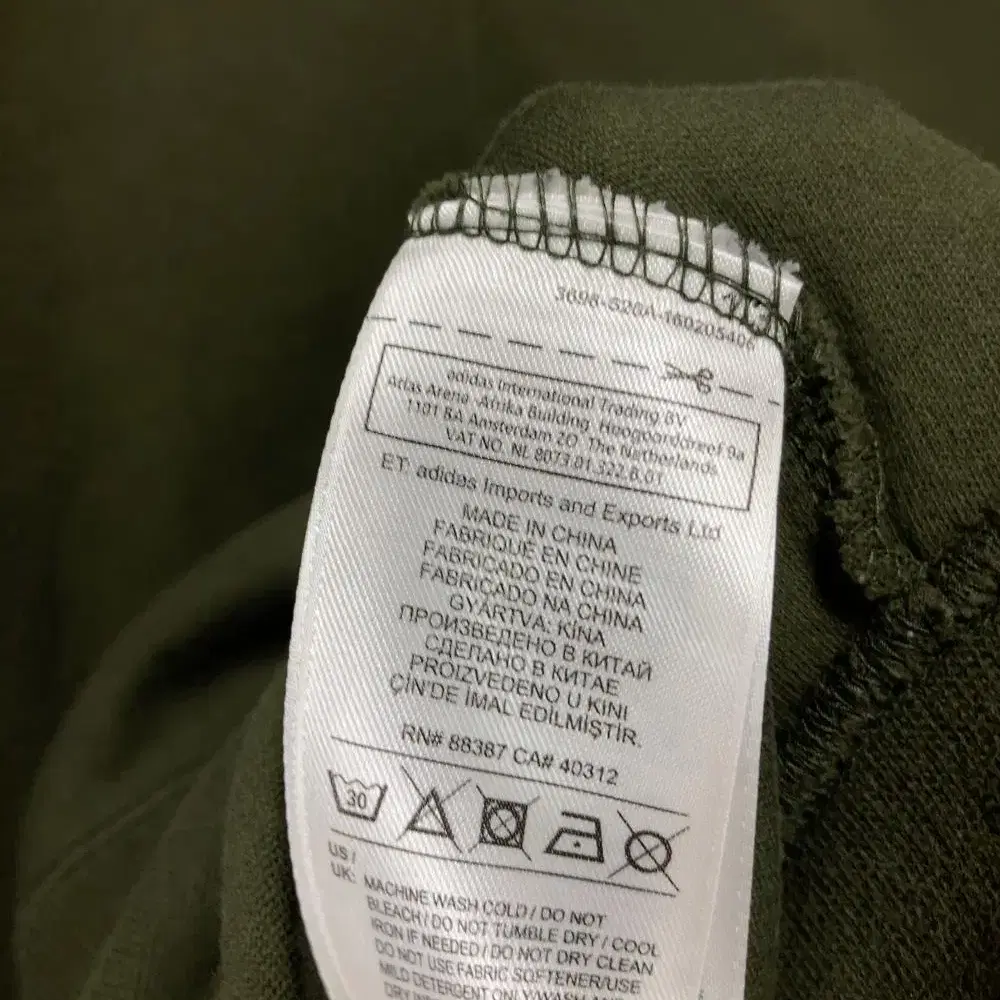 3698-S28A-160205406
adidas International Trading BV
Atlas Arena -Afrika Building, Hoogoorddreef 9a
1101 BA Amsterdam ZO The Netherlands
VAT NO. NL 8073.01.322.B.01
ET: adidas Imports and Exports Ltd
MADE IN CHINA
FABRIQUÉ EN CHINE
FABRICADO EN CHINA
FABRICADO NA CHINA
GYÁRTVA: KÍNA
ПРОИЗВЕДЕНО В КИТАЙ
СДЕЛАНО В КИТАЕ
PROIZVEDENO U KINI
ÇİN'DE İMAL EDİLMİŞTİR.
RN# 88387 CA# 40312
30
US /
UK: MACHINE WASH COLD / DO NOT
BLEACH / DO NOT TUMBLE DRY / COOL
IRON IF NEEDED / DO NOT DRY CLEAN
DO NOT USE FABRIC SOFTENER/USE
MILD DETERGENT ONLY/WASH AND